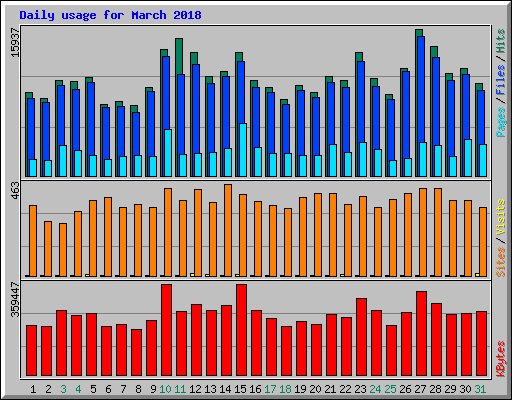 Daily usage for March 2018
15937
Pages / Files / Hits
463
Sites / Visits
359447
KBytes
1 2 3 4 5 6 7 8 9 10 11 12 13 14 15 16 17 18 19 20 21 22 23 24 25 26 27 28 29 30 31